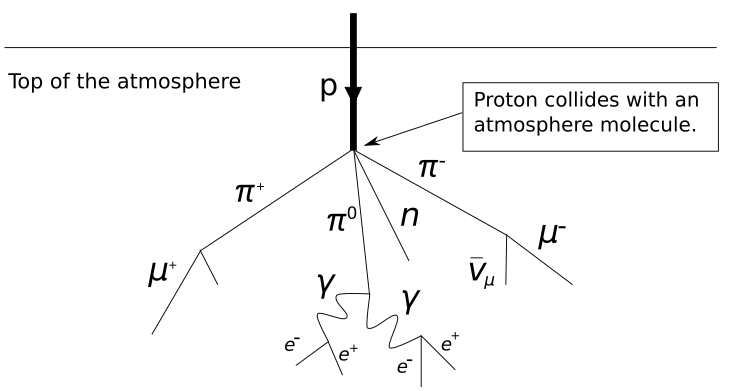 p
Top of the atmosphere
Proton collides with an
atmosphere molecule.
π⁺
π⁰
n
π⁻
μ⁺
γ
γ
ν̅μ
μ⁻
e⁻
e⁺
e⁻
e⁺